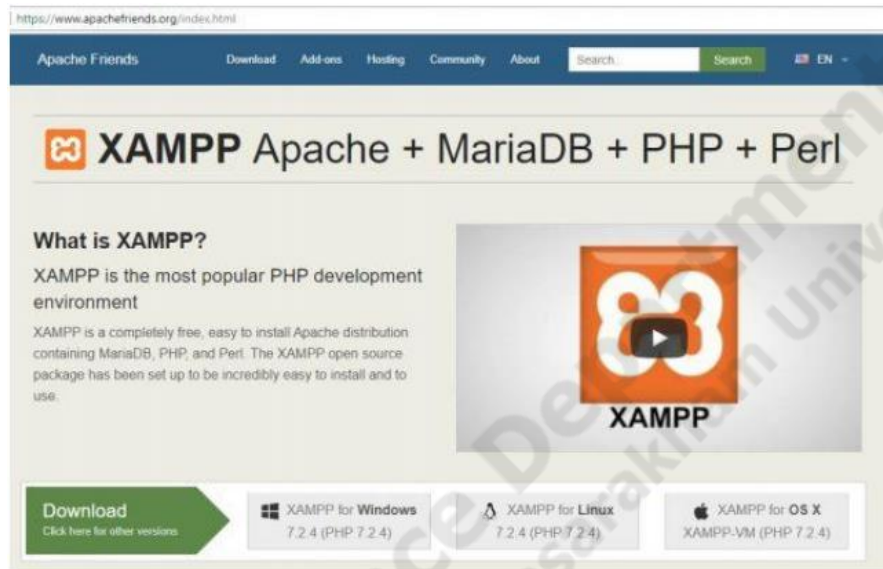 https://www.apachefriends.org/index.html
Apache Friends Download Add-ons Hosting Community About Search... Search EN
XAMPP Apache + MariaDB + PHP + Perl
What is XAMPP?
XAMPP is the most popular PHP development
environment
XAMPP is a completely free, easy to install Apache distribution
containing MariaDB, PHP, and Perl. The XAMPP open source
package has been set up to be incredibly easy to install and to
use.
XAMPP
Download
Click here for other versions
XAMPP for Windows
7.2.4 (PHP 7.2.4)
XAMPP for Linux
7.2.4 (PHP 7.2.4)
XAMPP for OS X
XAMPP-VM (PHP 7.2.4)